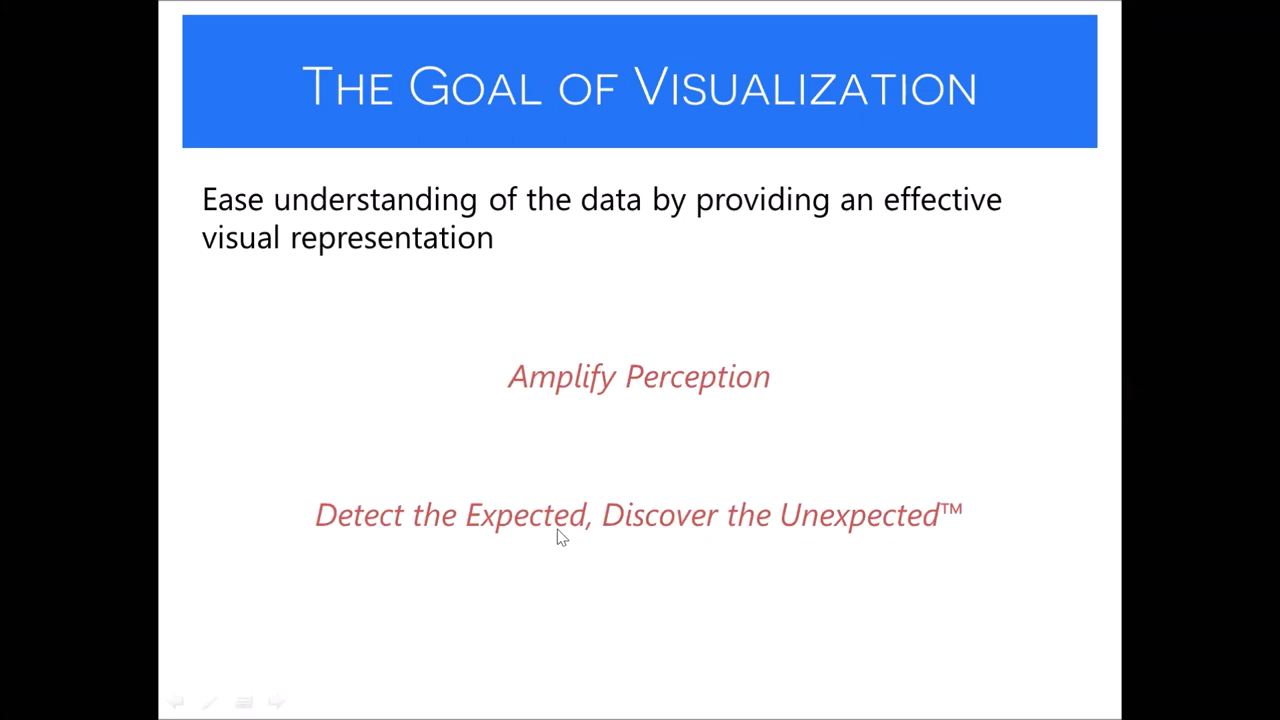 THE GOAL OF VISUALIZATION
Ease understanding of the data by providing an effective
visual representation
Amplify Perception
Detect the Expected, Discover the Unexpected™